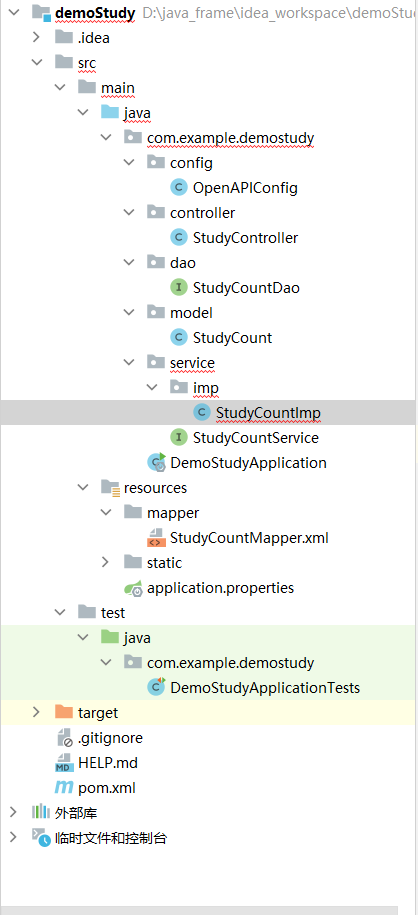 demoStudy D:\java_frame\idea_workspace\demoStud
.idea
src
main
java
com.example.demostudy
config
OpenAPIConfig
controller
StudyController
dao
StudyCountDao
model
StudyCount
service
imp
StudyCountImp
StudyCountService
DemoStudyApplication
resources
mapper
StudyCountMapper.xml
static
application.properties
test
java
com.example.demostudy
DemoStudyApplicationTests
target
.gitignore
HELP.md
pom.xml
外部库
临时文件和控制台